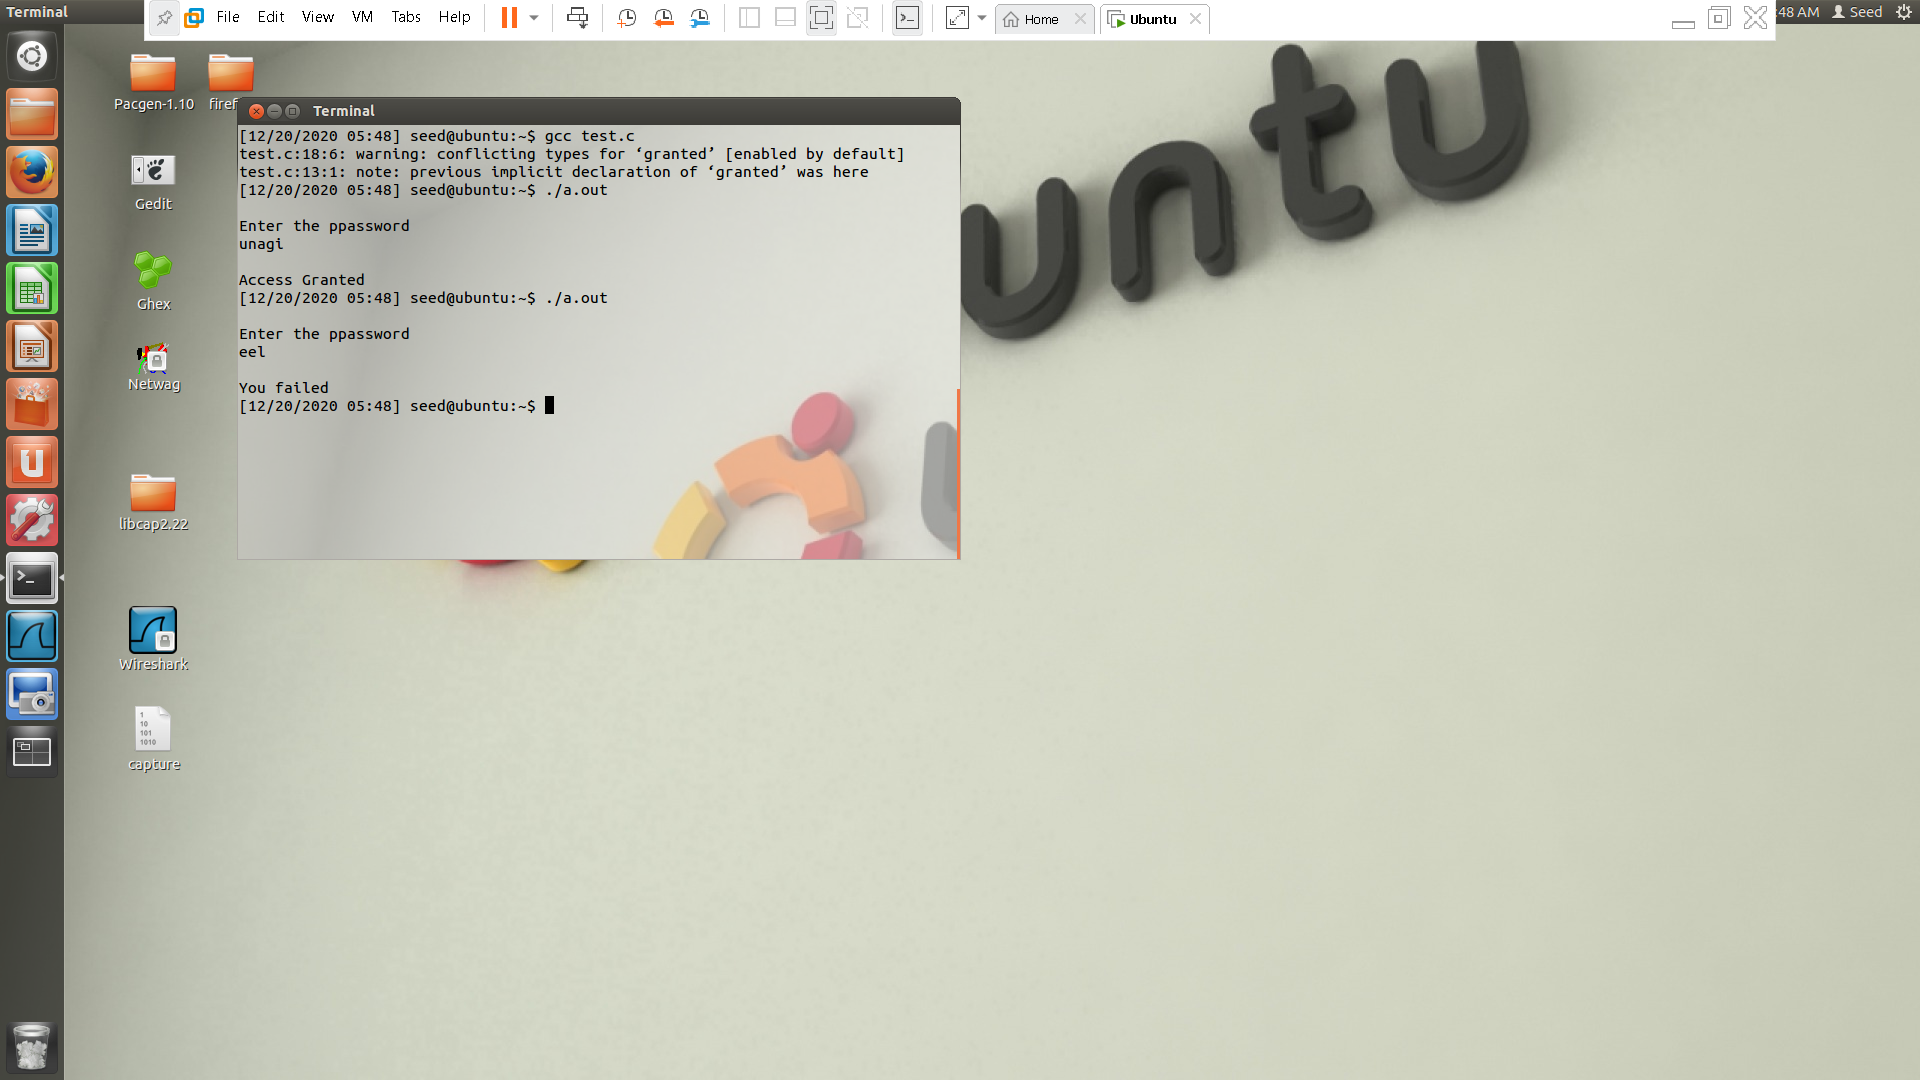 Terminal
File Edit View VM Tabs Help
Home
Ubuntu
:48 AM Seed
Pacgen-1.10
firef
Gedit
Ghex
Netwag
libcap2.22
Wireshark
1
10
101
1010
capture
Terminal
[12/20/2020 05:48] seed@ubuntu:~$ gcc test.c
test.c:18:6: warning: conflicting types for ‘granted’ [enabled by default]
test.c:13:1: note: previous implicit declaration of ‘granted’ was here
[12/20/2020 05:48] seed@ubuntu:~$ ./a.out
Enter the ppassword
unagi
Access Granted
[12/20/2020 05:48] seed@ubuntu:~$ ./a.out
Enter the ppassword
eel
You failed
[12/20/2020 05:48] seed@ubuntu:~$
untu